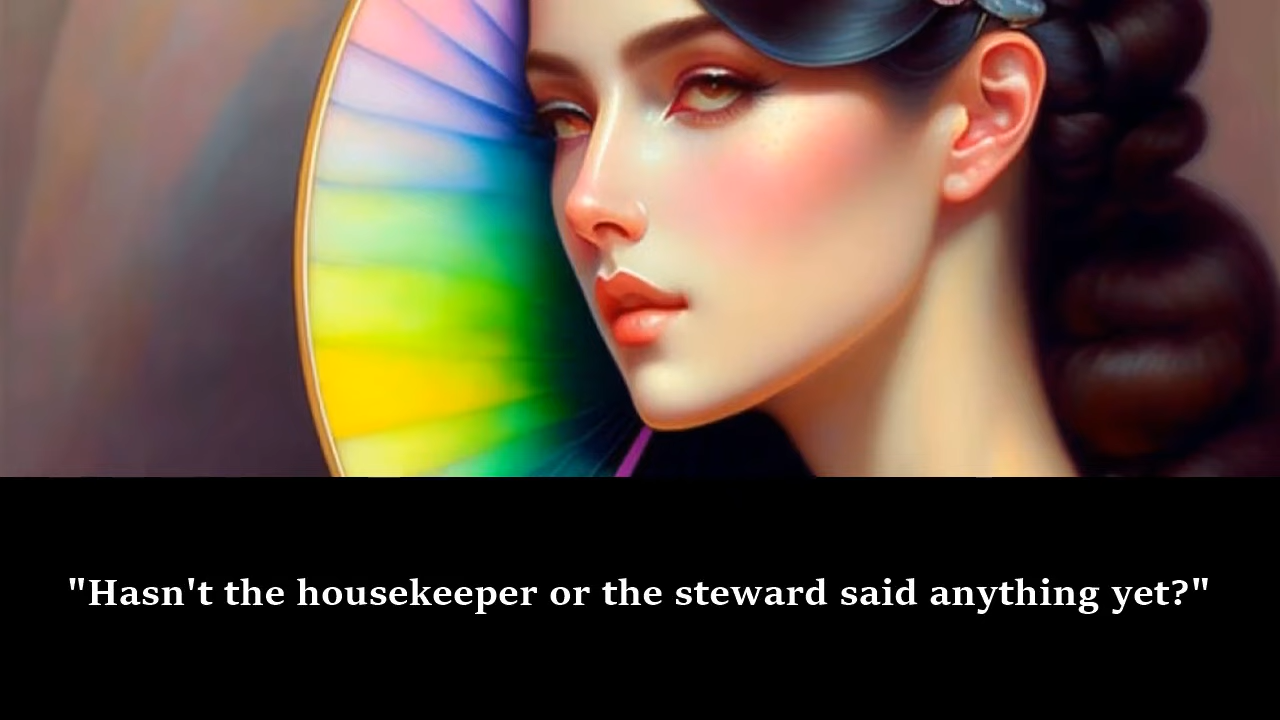 "Hasn't the housekeeper or the steward said anything yet?"